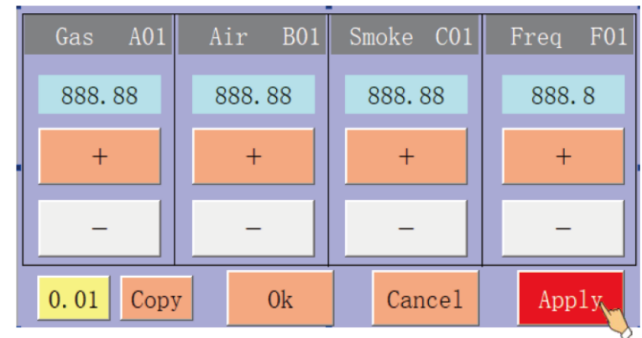 Gas A01 Air B01 Smoke C01 Freq F01
888.88 888.88 888.88 888.8
+ + + +
− − − −
0.01 Copy Ok Cancel Apply